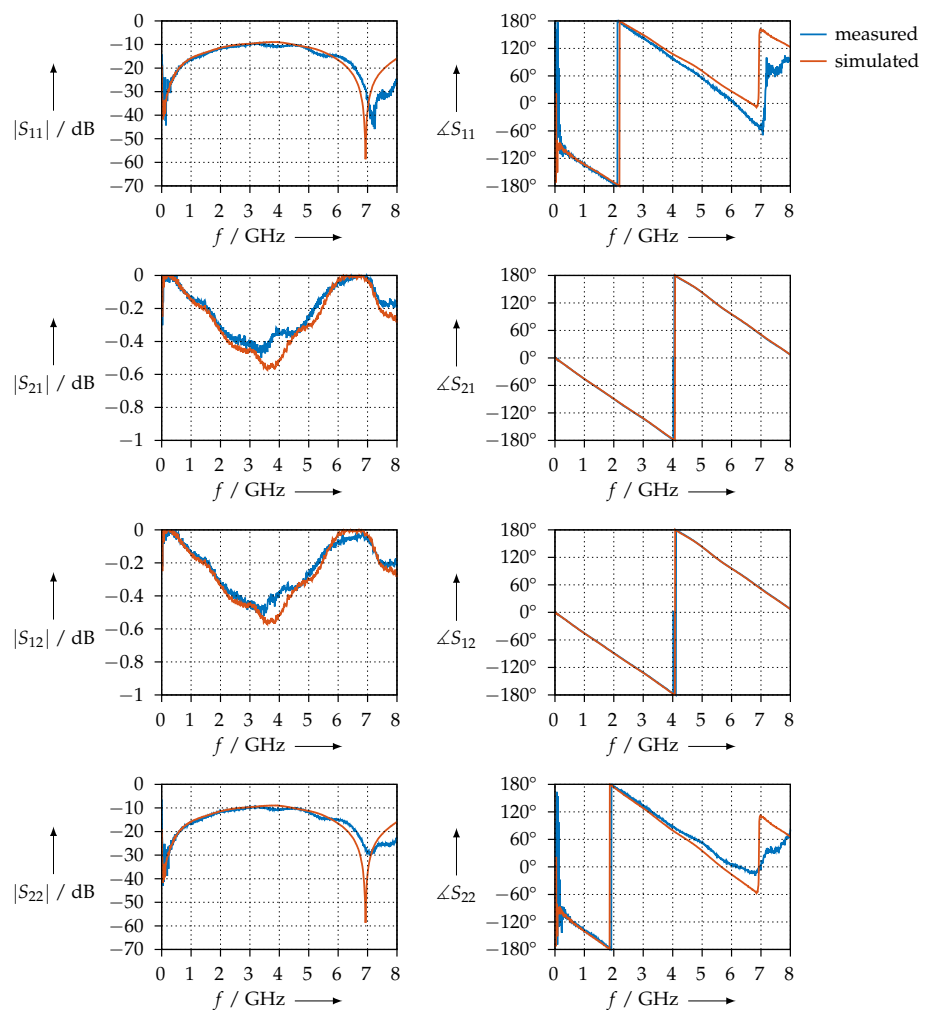 0
−10
−20
−30
−40
−50
−60
−70
|S11| / dB
0 1 2 3 4 5 6 7 8
f / GHz
180°
120°
60°
0°
−60°
−120°
−180°
∡S11
0 1 2 3 4 5 6 7 8
f / GHz
measured
simulated
0
−0.2
−0.4
−0.6
−0.8
−1
|S21| / dB
0 1 2 3 4 5 6 7 8
f / GHz
180°
120°
60°
0°
−60°
−120°
−180°
∡S21
0 1 2 3 4 5 6 7 8
f / GHz
0
−0.2
−0.4
−0.6
−0.8
−1
|S12| / dB
0 1 2 3 4 5 6 7 8
f / GHz
180°
120°
60°
0°
−60°
−120°
−180°
∡S12
0 1 2 3 4 5 6 7 8
f / GHz
0
−10
−20
−30
−40
−50
−60
−70
|S22| / dB
0 1 2 3 4 5 6 7 8
f / GHz
180°
120°
60°
0°
−60°
−120°
−180°
∡S22
0 1 2 3 4 5 6 7 8
f / GHz